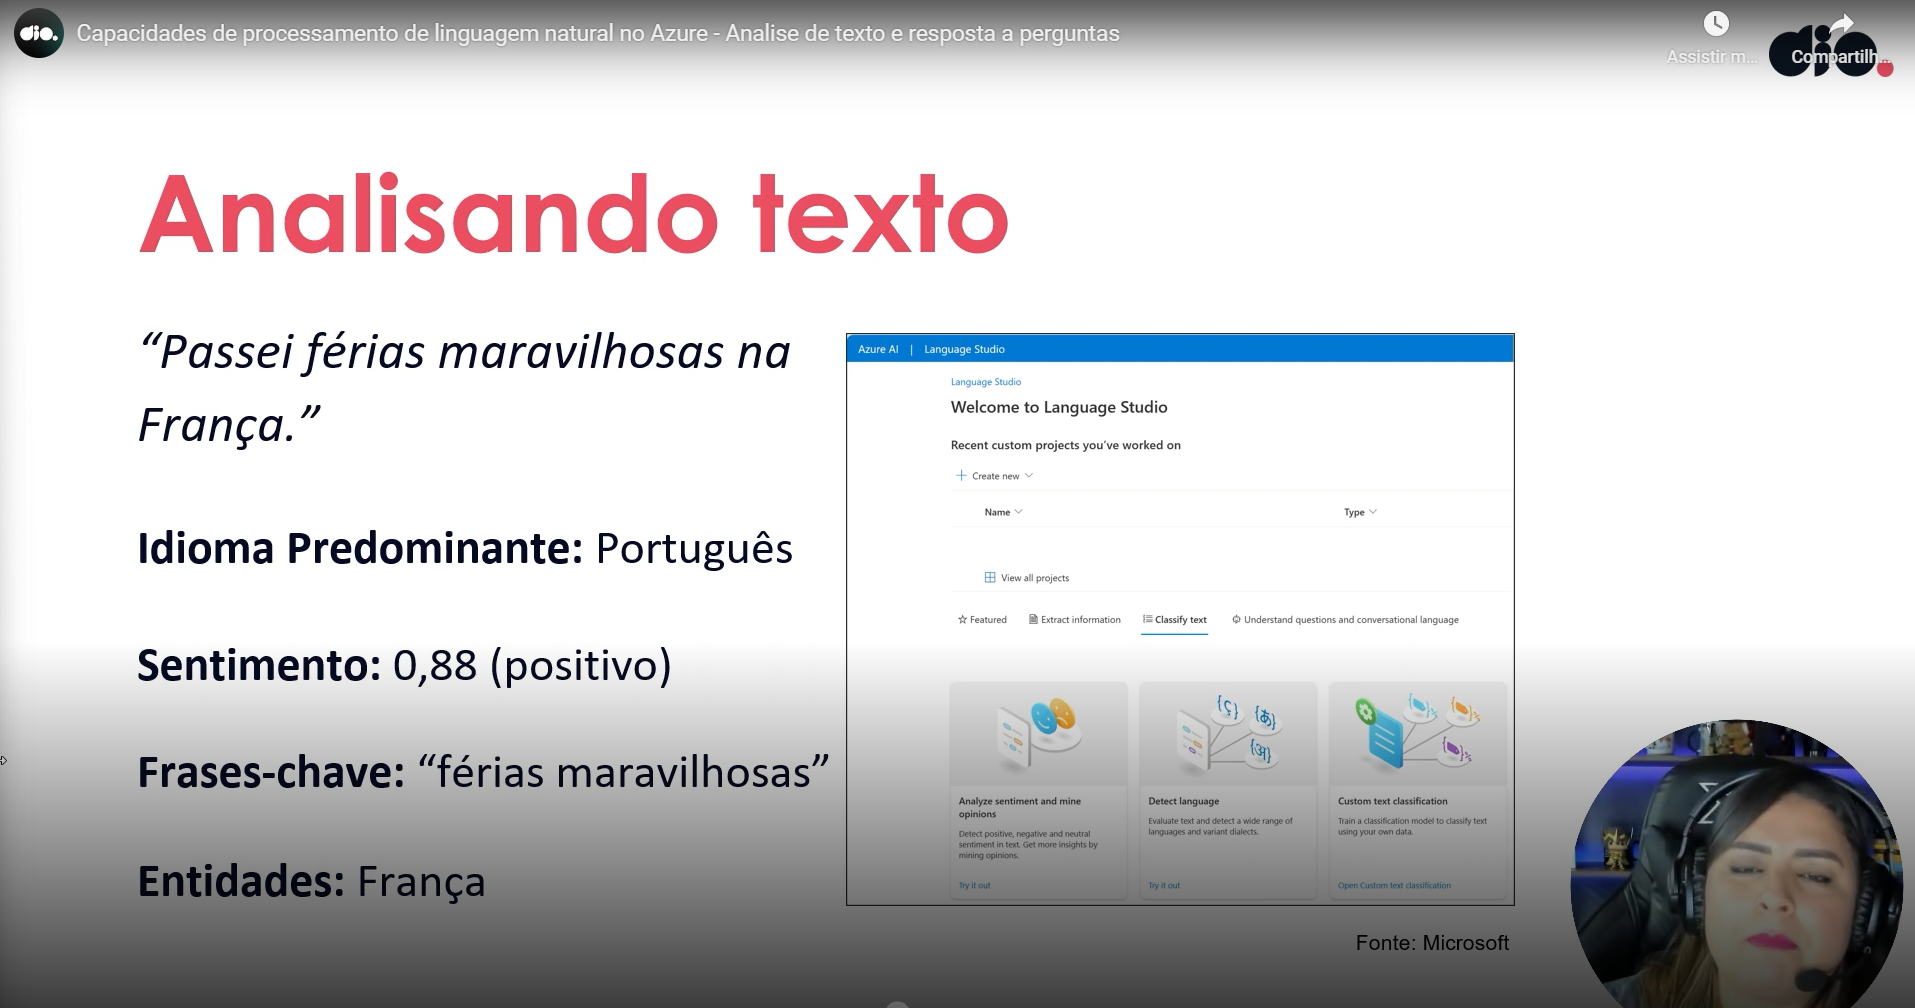 dio.
Capacidades de processamento de linguagem natural no Azure - Analise de texto e resposta a perguntas
Assistir m...
Compartilh...
dio.
Analisando texto
“Passei férias maravilhosas na
França.”
Idioma Predominante: Português
Sentimento: 0,88 (positivo)
Frases-chave: “férias maravilhosas”
Entidades: França
Azure AI | Language Studio
Language Studio
Welcome to Language Studio
Recent custom projects you’ve worked on
Create new
Name
Type
View all projects
Featured
Extract information
Classify text
Understand questions and conversational language
Analyze sentiment and mine
opinions
Detect positive, negative and neutral
sentiment in text. Get more insights by
mining opinions.
Try it out
Detect language
Evaluate text and detect a wide range of
languages and variant dialects.
Try it out
Custom text classification
Train a classification model to classify text
using your own data.
Open Custom text classification
Fonte: Microsoft